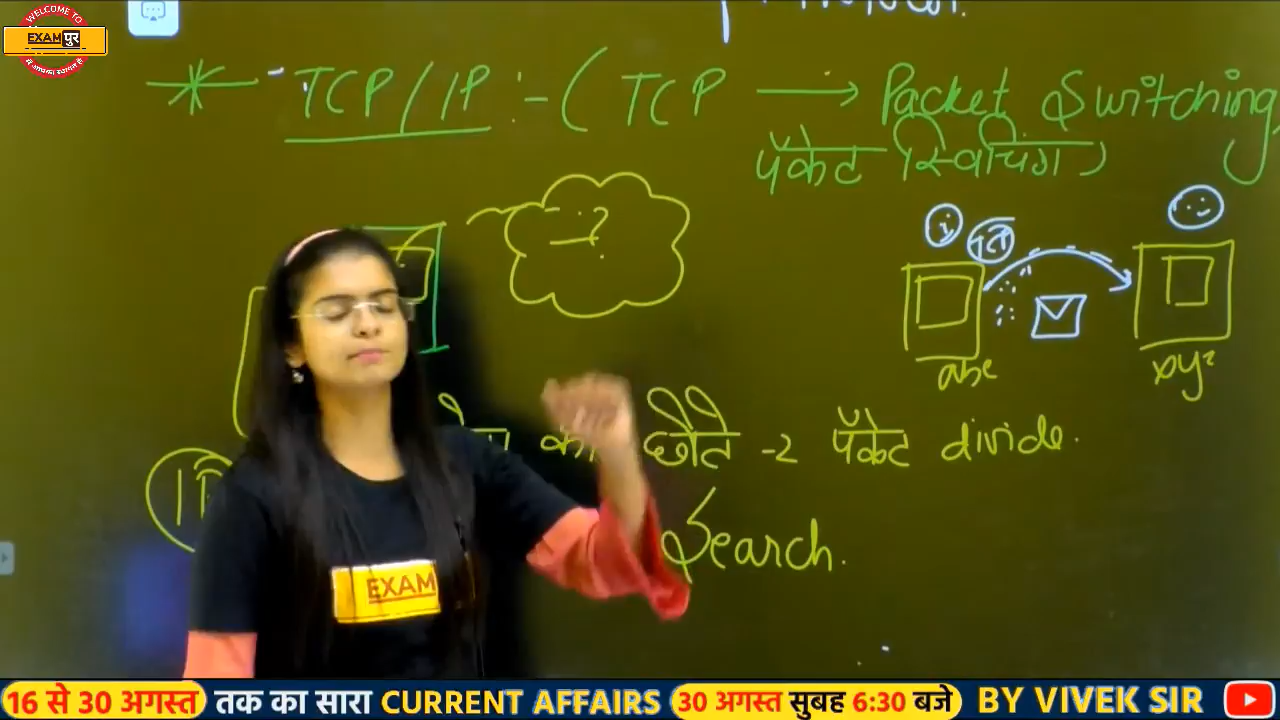 WELCOME TO
EXAMपुर
* TCP/IP :- ( TCP → Packet Switching,
पॅकेट स्विचिंग )
?
abc
xyz
का छोटे -2 पॅकेट divide.
Search.
EXAM
16 से 30 अगस्त तक का सारा CURRENT AFFAIRS 30 अगस्त सुबह 6:30 बजे BY VIVEK SIR